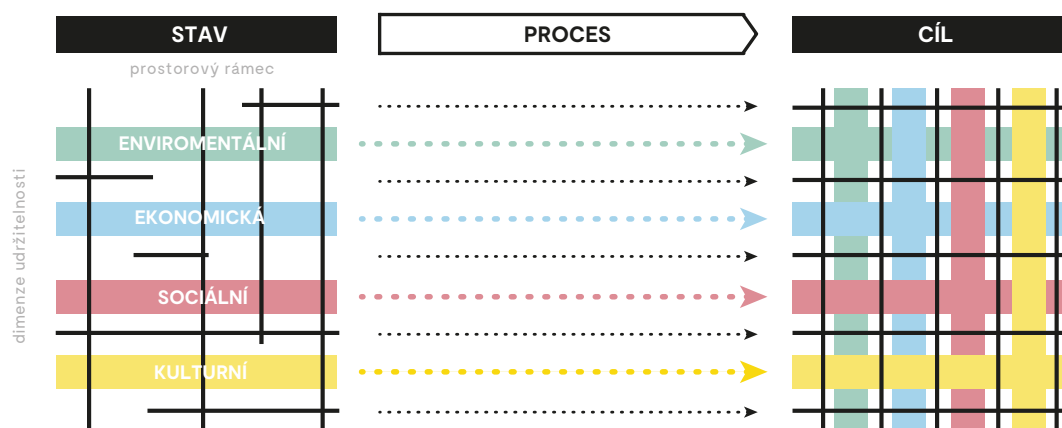 STAV
PROCES
CÍL
prostorový rámec
dimenze udržitelnosti
ENVIROMENTÁLNÍ
EKONOMICKÁ
SOCIÁLNÍ
KULTURNÍ